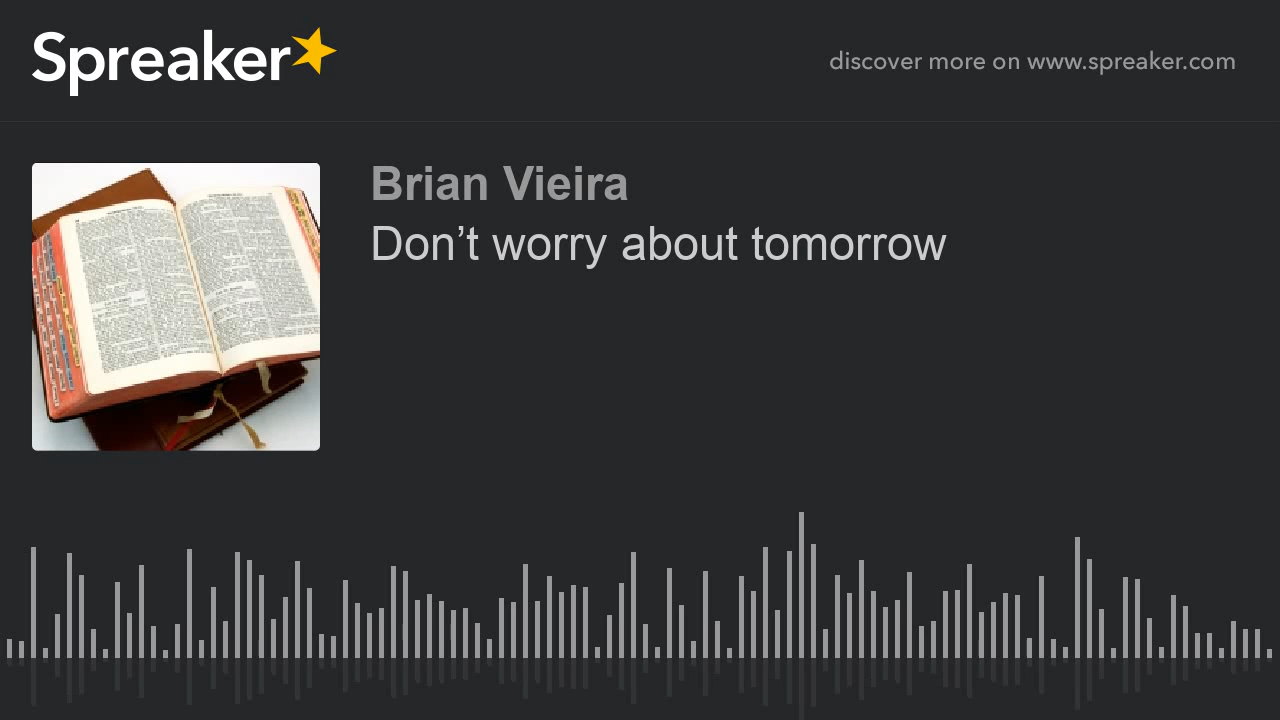 Spreaker
discover more on www.spreaker.com
Brian Vieira
Don’t worry about tomorrow